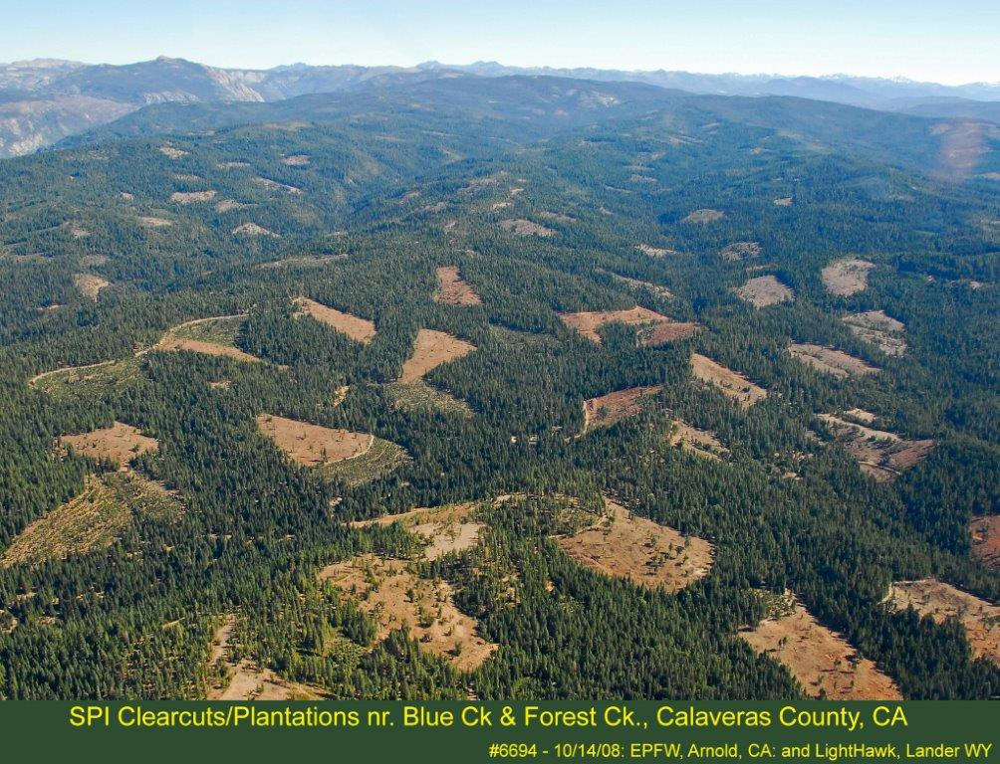 SPI Clearcuts/Plantations nr. Blue Ck & Forest Ck., Calaveras County, CA
#6694 - 10/14/08: EPFW, Arnold, CA: and LightHawk, Lander WY